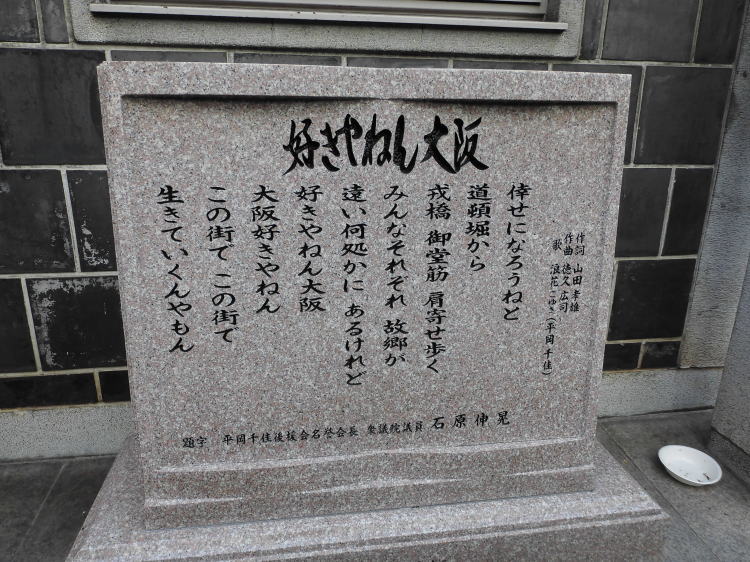 好きやねん大阪
作詞 山田孝雄
作曲 徳久広司
歌 浪花こゆき(平岡千佳)
倖せになろうねと
道頓堀から
戎橋 御堂筋 肩寄せ歩く
みんなそれぞれ 故郷が
遠い何処かに あるけれど
好きやねん大阪
大阪好きやねん
この街で この街で
生きていくんやもん
題字 平岡千佳後援会名誉会長 衆議院議員 石原伸晃